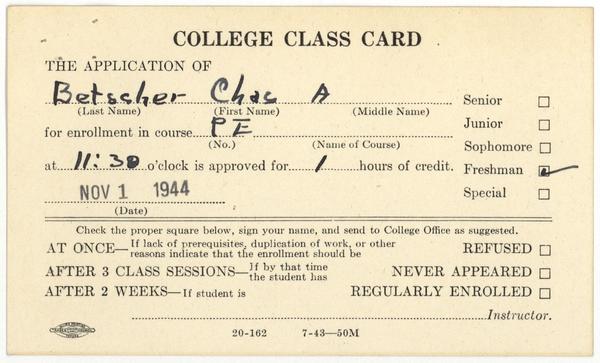 COLLEGE CLASS CARD
THE APPLICATION OF
Betscher Chas A
(Last Name) (First Name) (Middle Name)
Senior
for enrollment in course PE
Junior
(No.) (Name of Course)
Sophomore
at 11:30 o'clock is approved for 1 hours of credit.
Freshman
NOV 1 1944
Special
(Date)
Check the proper square below, sign your name, and send to College Office as suggested.
AT ONCE—If lack of prerequisites, duplication of work, or other reasons indicate that the enrollment should be REFUSED
AFTER 3 CLASS SESSIONS—If by that time the student has NEVER APPEARED
AFTER 2 WEEKS—If student is REGULARLY ENROLLED
Instructor.
20-162 7-43—50M